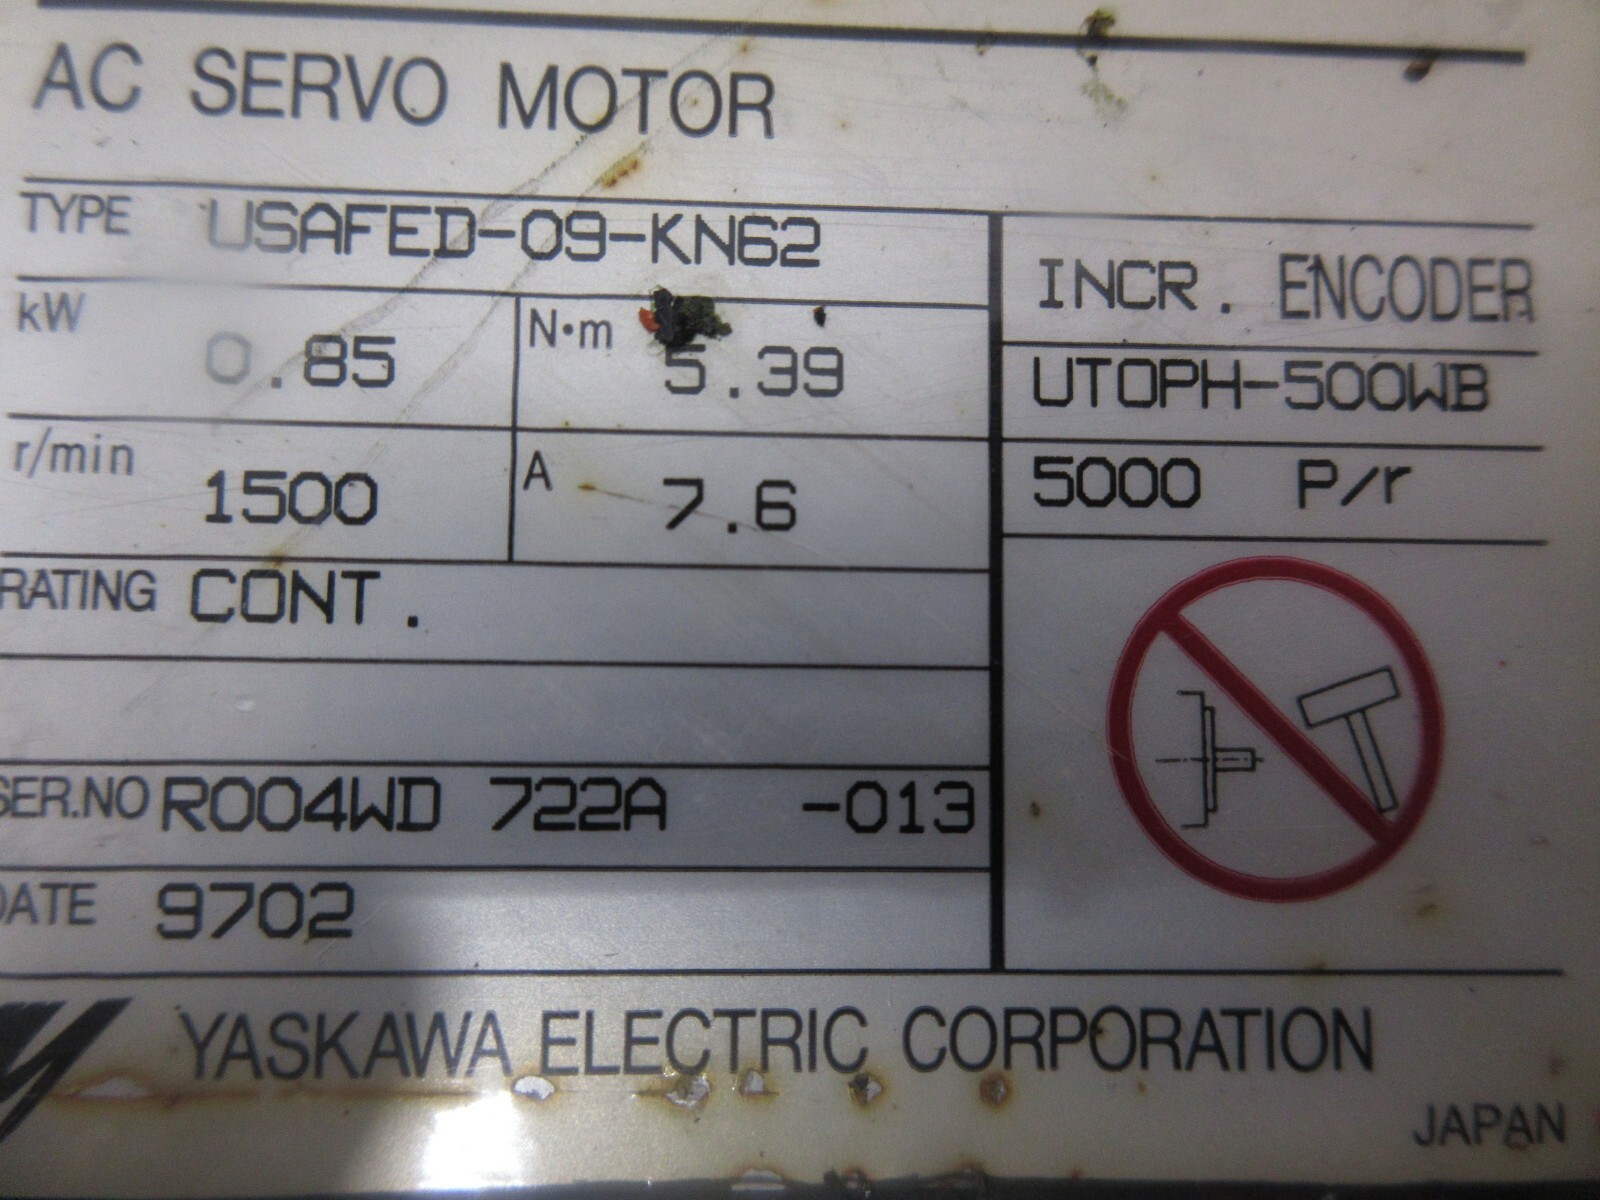 AC SERVO MOTOR
TYPE USAFED-09-KN62
kW 0.85 N•m 5.39
r/min 1500 A 7.6
RATING CONT.
SER.NO R004WD 722A -013
DATE 9702
INCR. ENCODER
UTOPH-500WB
5000 P/r
YASKAWA ELECTRIC CORPORATION
JAPAN